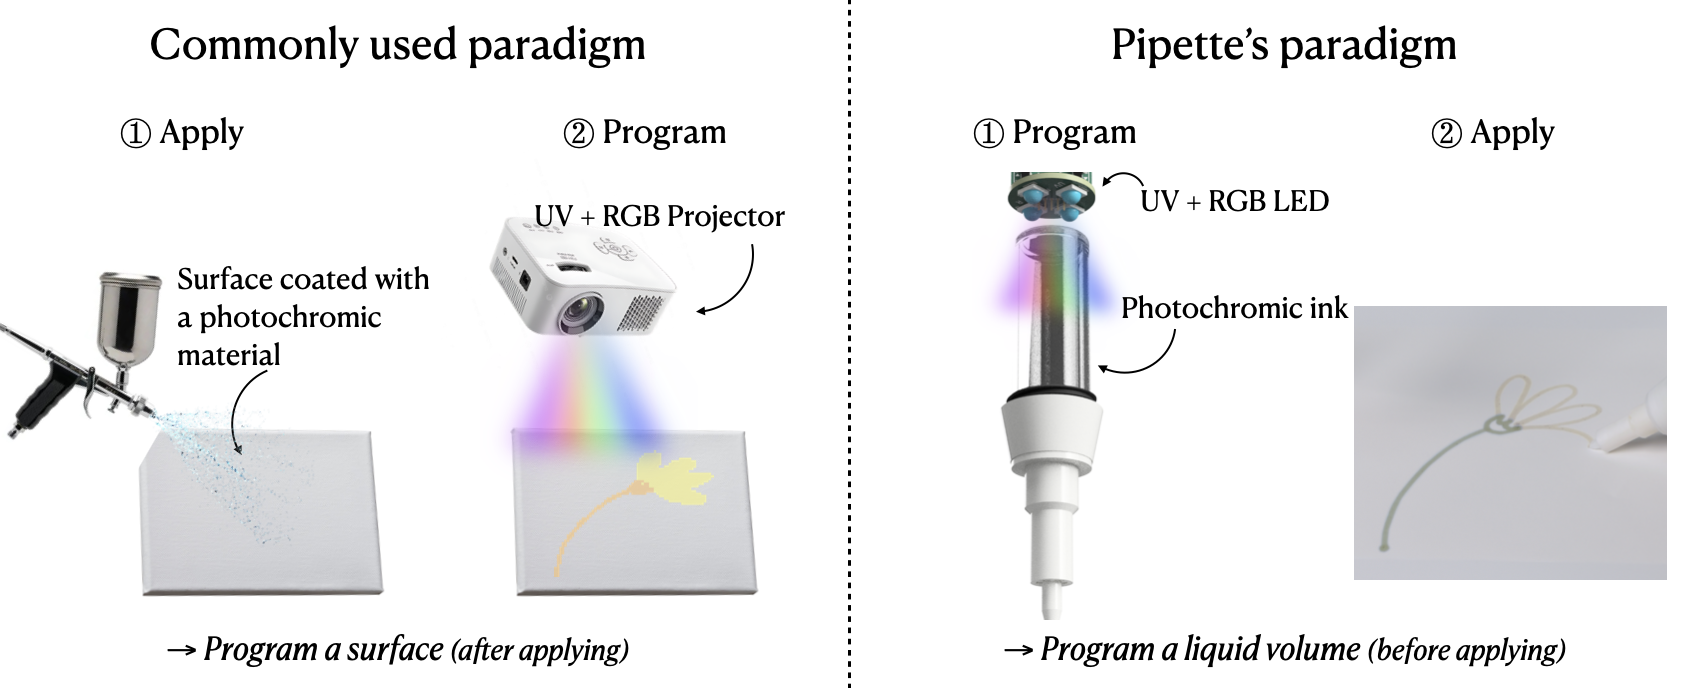 Commonly used paradigm
① Apply
② Program
UV + RGB Projector
Surface coated with
a photochromic
material
→ Program a surface (after applying)
Pipette’s paradigm
① Program
② Apply
UV + RGB LED
Photochromic ink
→ Program a liquid volume (before applying)